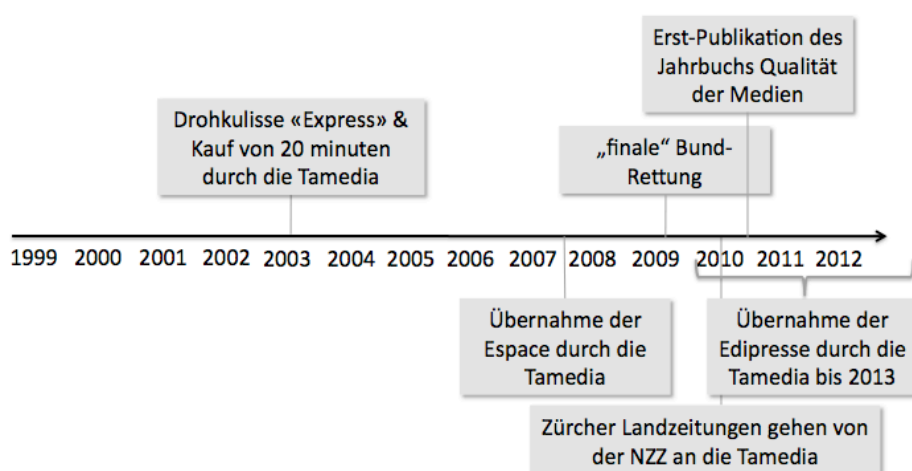 Erst-Publikation des
Jahrbuchs Qualität
der Medien
Drohkulisse «Express» &
Kauf von 20 minuten
durch die Tamedia
„finale“ Bund-
Rettung
1999 2000 2001 2002 2003 2004 2005 2006 2007 2008 2009 2010 2011 2012
Übernahme der
Espace durch die
Tamedia
Übernahme der
Edipresse durch die
Tamedia bis 2013
Zürcher Landzeitungen gehen von
der NZZ an die Tamedia